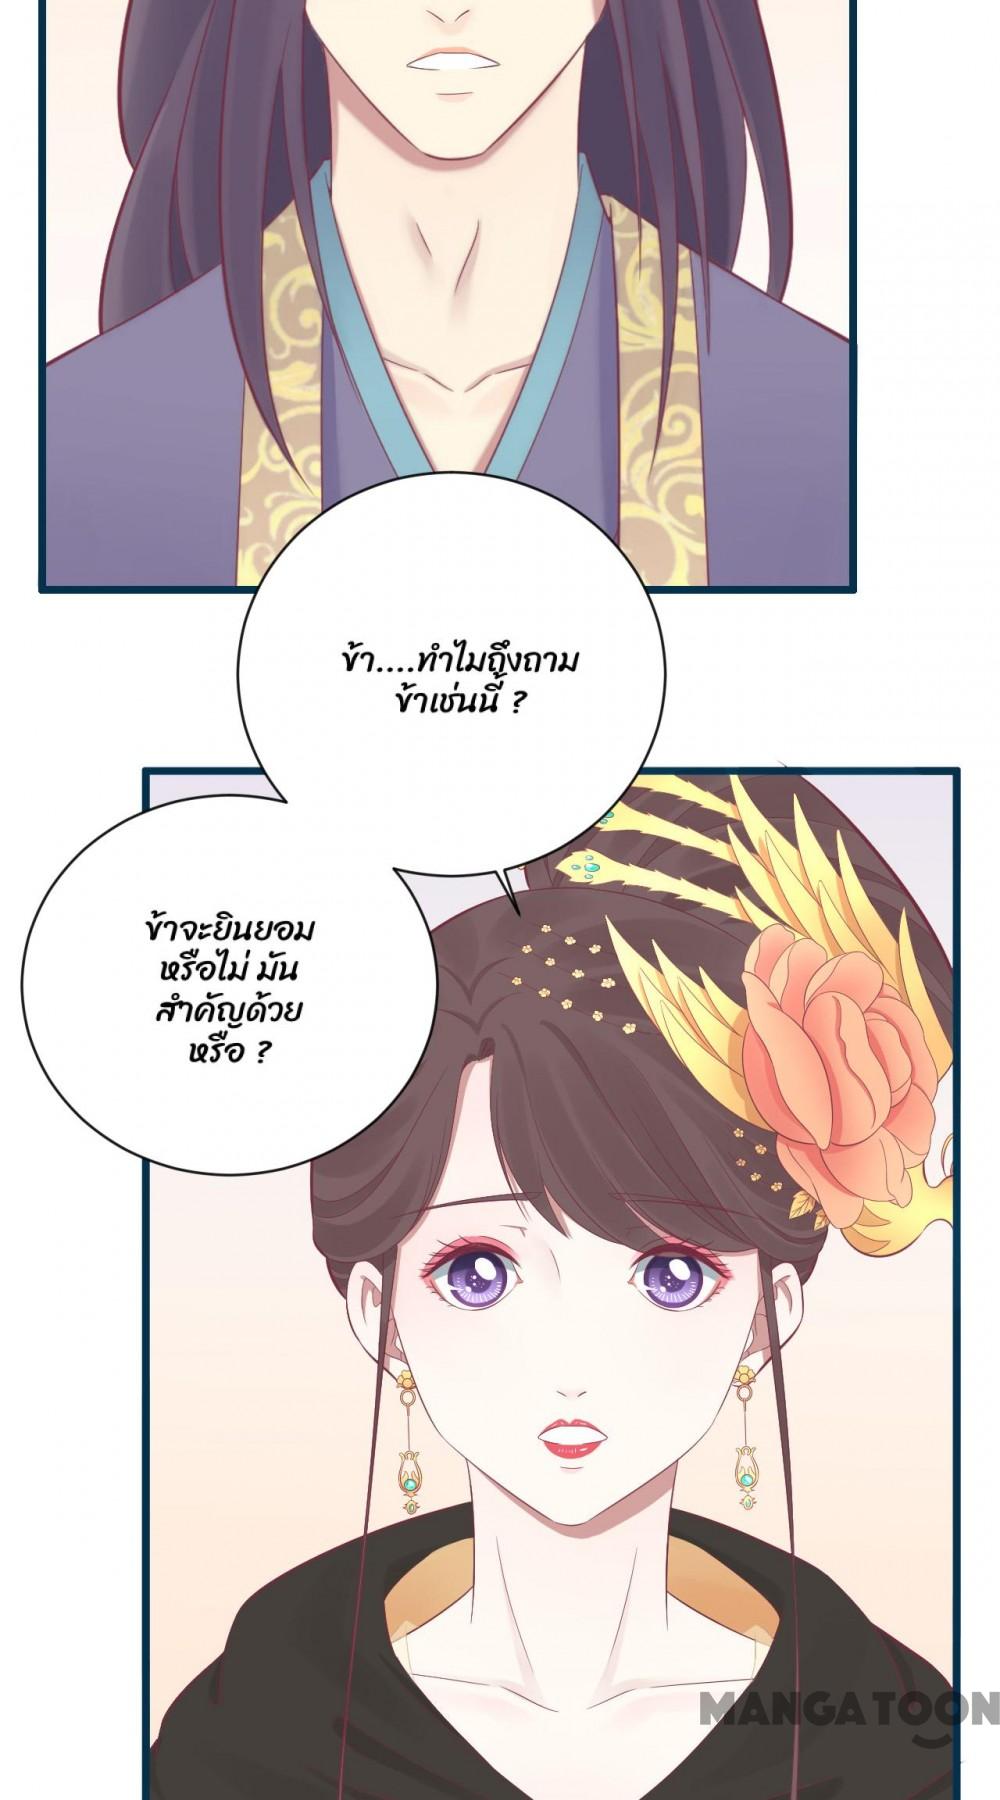 ข้า....ทำไมถึงถาม
ข้าเช่นนี้ ?
ข้าจะยินยอม
หรือไม่ มัน
สำคัญด้วย
หรือ ?
MANGATOON